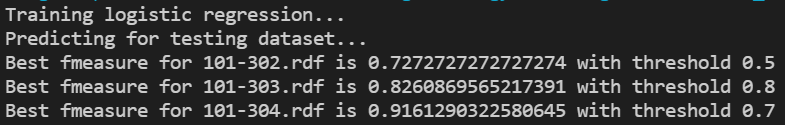 Training logistic regression...
Predicting for testing dataset...
Best fmeasure for 101-302.rdf is 0.7272727272727274 with threshold 0.5
Best fmeasure for 101-303.rdf is 0.8260869565217391 with threshold 0.8
Best fmeasure for 101-304.rdf is 0.9161290322580645 with threshold 0.7